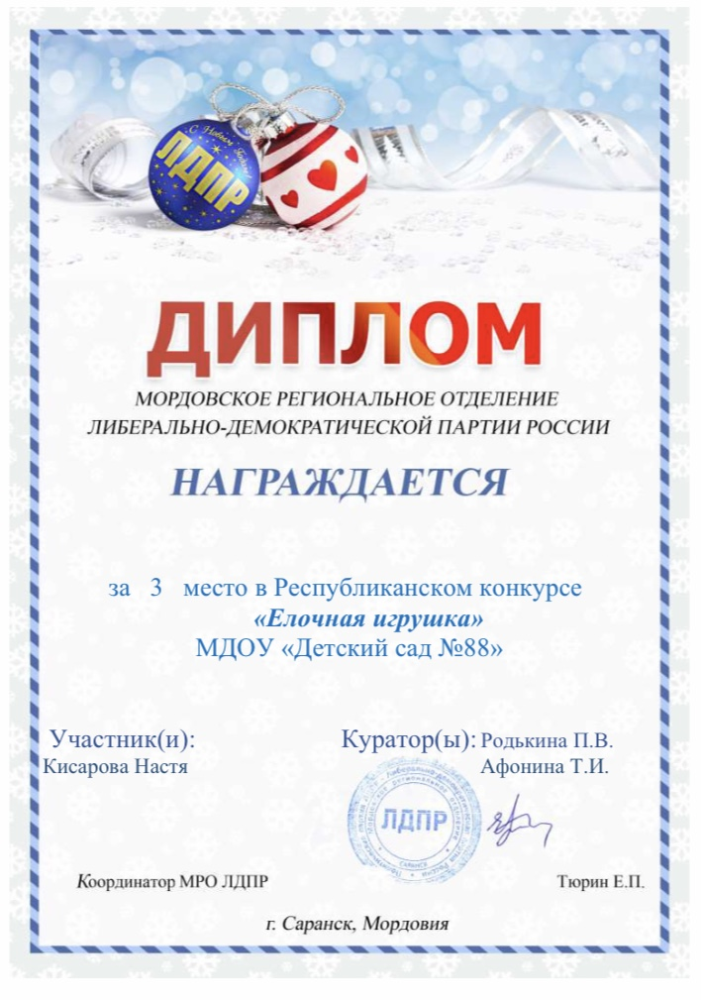 С Новым Годом!
ЛДПР
ДИПЛОМ
МОРДОВСКОЕ РЕГИОНАЛЬНОЕ ОТДЕЛЕНИЕ
ЛИБЕРАЛЬНО-ДЕМОКРАТИЧЕСКОЙ ПАРТИИ РОССИИ
НАГРАЖДАЕТСЯ
за 3 место в Республиканском конкурсе
«Елочная игрушка»
МДОУ «Детский сад №88»
Участник(и): Куратор(ы): Родькина П.В.
Кисарова Настя Афонина Т.И.
ЛДПР
САРАНСК
Координатор МРО ЛДПР Тюрин Е.П.
г. Саранск, Мордовия